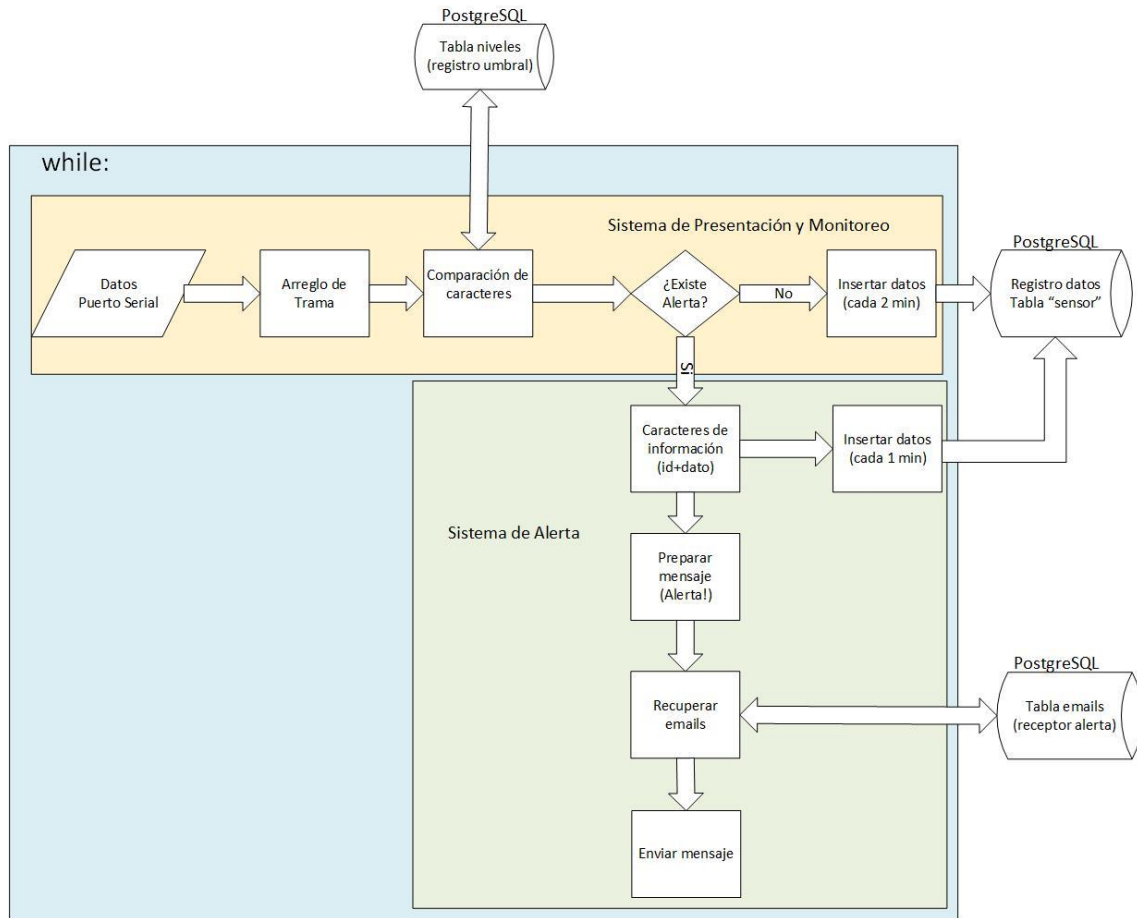 PostgreSQL
Tabla niveles
(registro umbral)
while:
Sistema de Presentación y Monitoreo
Datos
Puerto Serial
Arreglo de
Trama
Comparación de
caracteres
¿Existe
Alerta?
No
Insertar datos
(cada 2 min)
PostgreSQL
Registro datos
Tabla “sensor”
Si
Sistema de Alerta
Caracteres de
información
(id+dato)
Insertar datos
(cada 1 min)
Preparar
mensaje
(Alerta!)
Recuperar
emails
PostgreSQL
Tabla emails
(receptor alerta)
Enviar mensaje